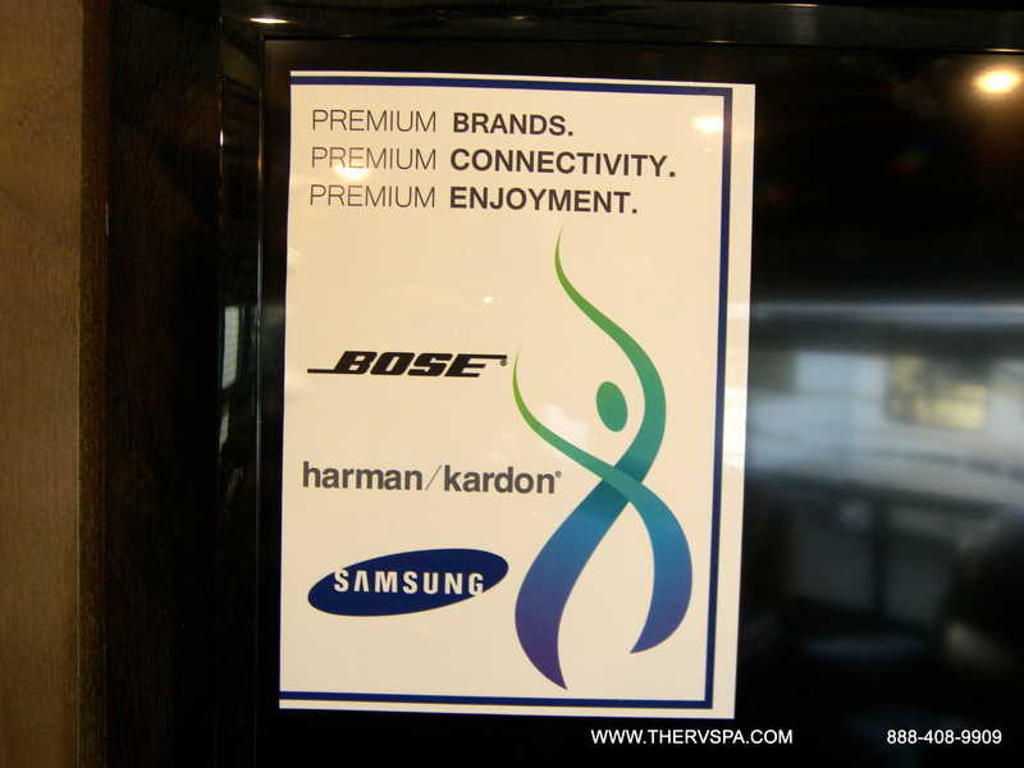 PREMIUM BRANDS.
PREMIUM CONNECTIVITY.
PREMIUM ENJOYMENT.
BOSE®
harman/kardon®
SAMSUNG
WWW.THERVSPA.COM 888-408-9909